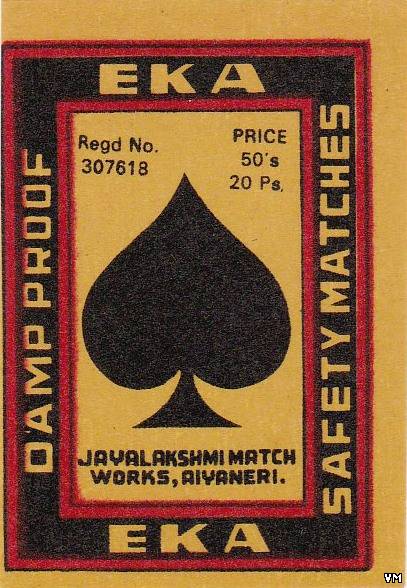 EKA
Regd No.
307618
PRICE
50's
20 Ps.
DAMP PROOF
SAFETY MATCHES
JAYALAKSHMI MATCH
WORKS, AIYANERI.
EKA
VM